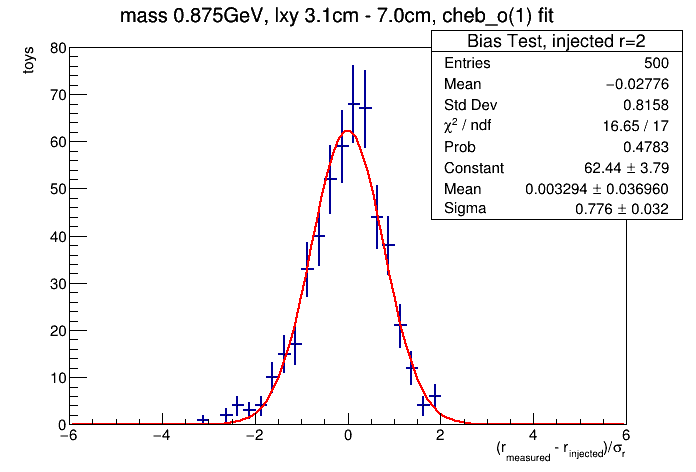 mass 0.875GeV, lxy 3.1cm - 7.0cm, cheb_o(1) fit
toys
Bias Test, injected r=2
Entries 500
Mean −0.02776
Std Dev 0.8158
χ² / ndf 16.65 / 17
Prob 0.4783
Constant 62.44 ± 3.79
Mean 0.003294 ± 0.036960
Sigma 0.776 ± 0.032
80
70
60
50
40
30
20
10
0
−6 −4 −2 0 2 4 6
(r_measured - r_injected)/σ_r